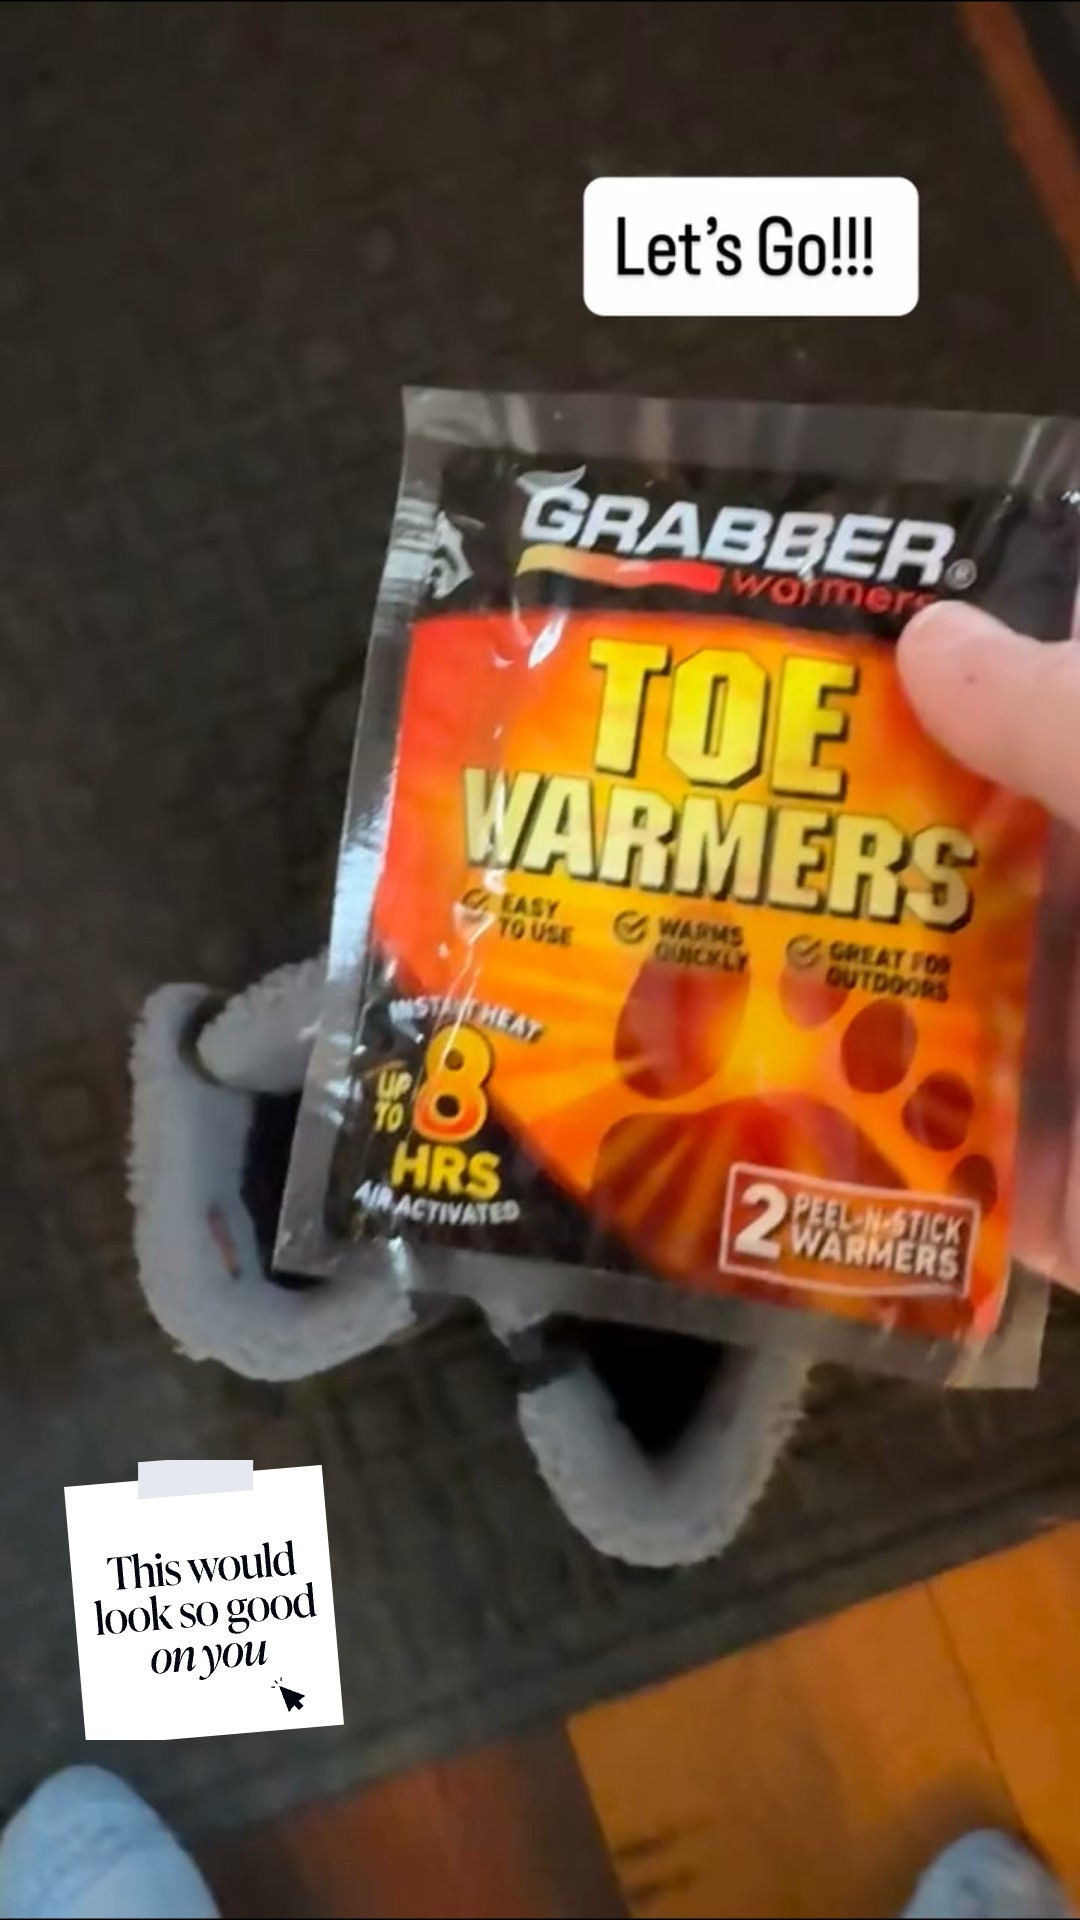 Let's Go!!!
GRABBER®
warmers
TOE
WARMERS
EASY
TO USE
WARMS
QUICKLY
GREAT FOR
OUTDOORS
INSTANT HEAT
UP
TO
8
HRS
AIR ACTIVATED
2 PEEL-N-STICK
WARMERS
This would
look so good
on you